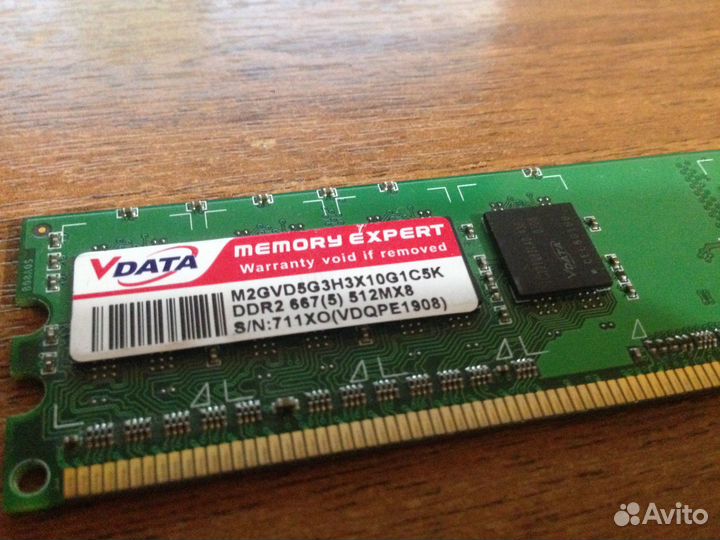 VDATA
MEMORY EXPERT
Warranty void if removed
M2GVD5G3H3X10G1C5K
DDR2 667(5) 512MX8
S/N:711XO(VDQPE1908)
Avito